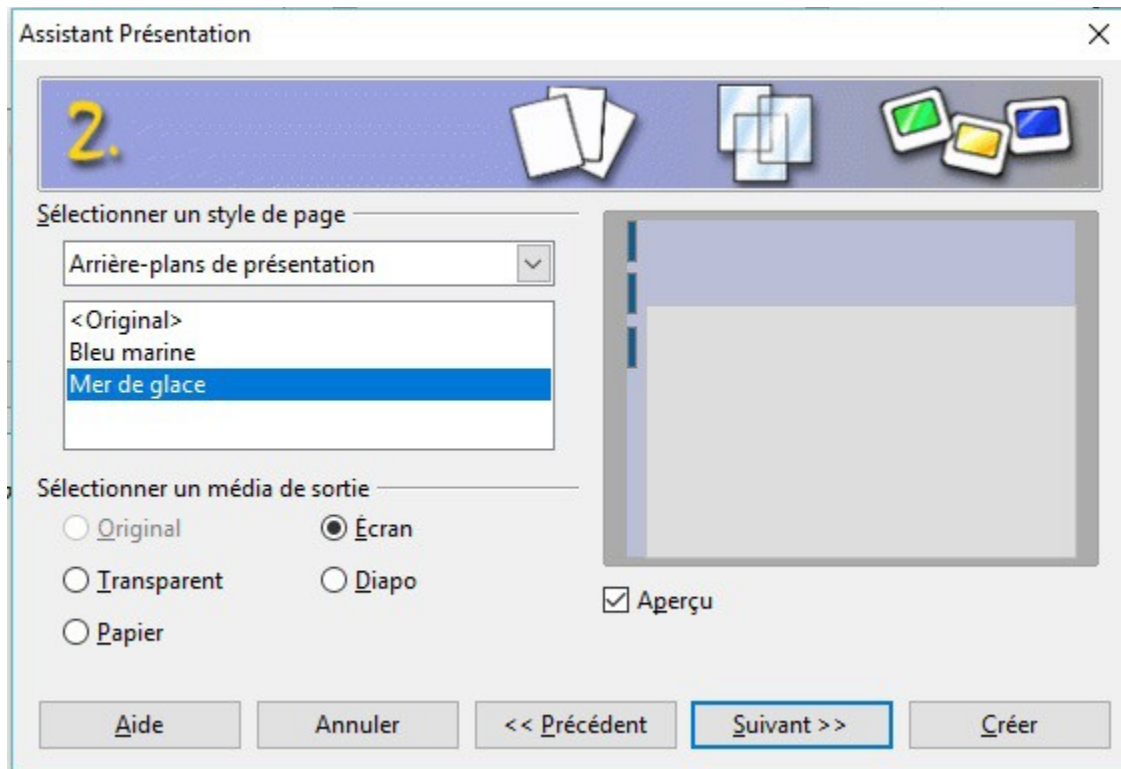 Assistant Présentation
2.
Sélectionner un style de page
Arrière-plans de présentation
<Original>
Bleu marine
Mer de glace
Sélectionner un média de sortie
Original
Écran
Transparent
Diapo
Papier
Aperçu
Aide
Annuler
<< Précédent
Suivant >>
Créer